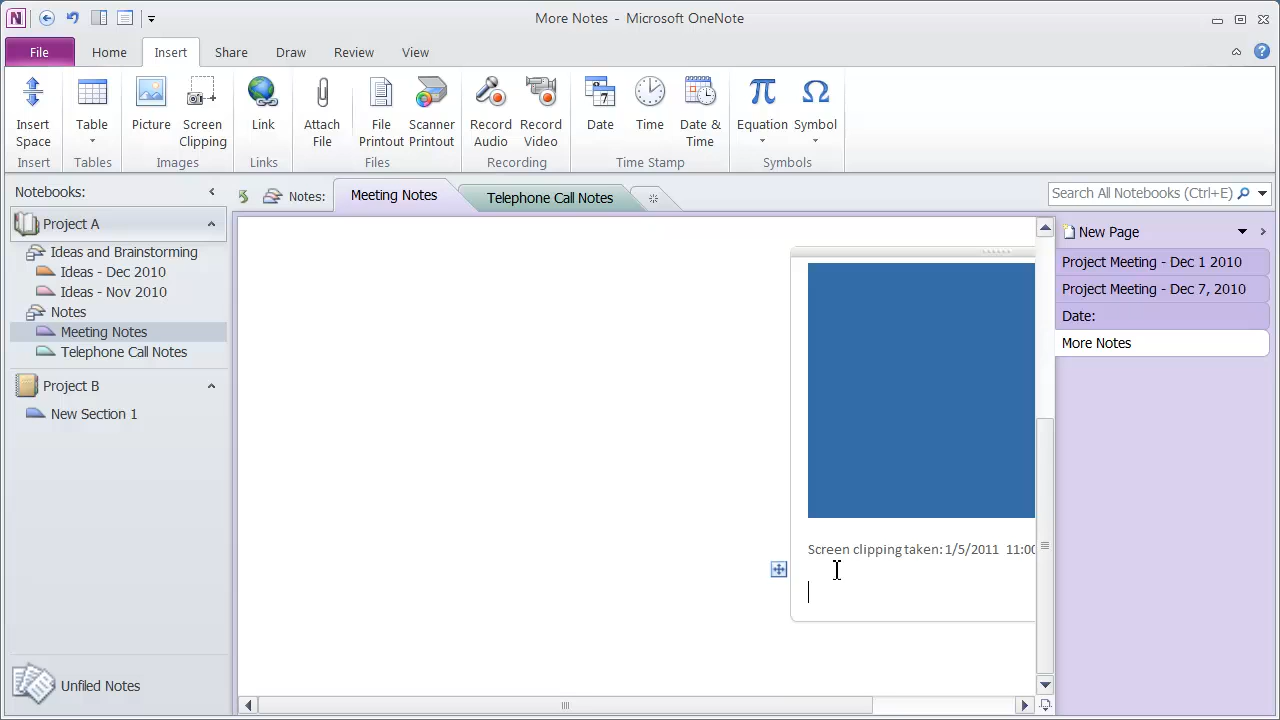 More Notes - Microsoft OneNote
File Home Insert Share Draw Review View
Insert Space
Table
Picture
Screen Clipping
Link
Attach File
File Printout
Scanner Printout
Record Audio
Record Video
Date
Time
Date & Time
Equation
Symbol
Insert Tables Images Links Files Recording Time Stamp Symbols
Notebooks:
Project A
Ideas and Brainstorming
Ideas - Dec 2010
Ideas - Nov 2010
Notes
Meeting Notes
Telephone Call Notes
Project B
New Section 1
Unfiled Notes
Notes: Meeting Notes Telephone Call Notes
Search All Notebooks (Ctrl+E)
Screen clipping taken: 1/5/2011 11:00
New Page
Project Meeting - Dec 1 2010
Project Meeting - Dec 7, 2010
Date:
More Notes